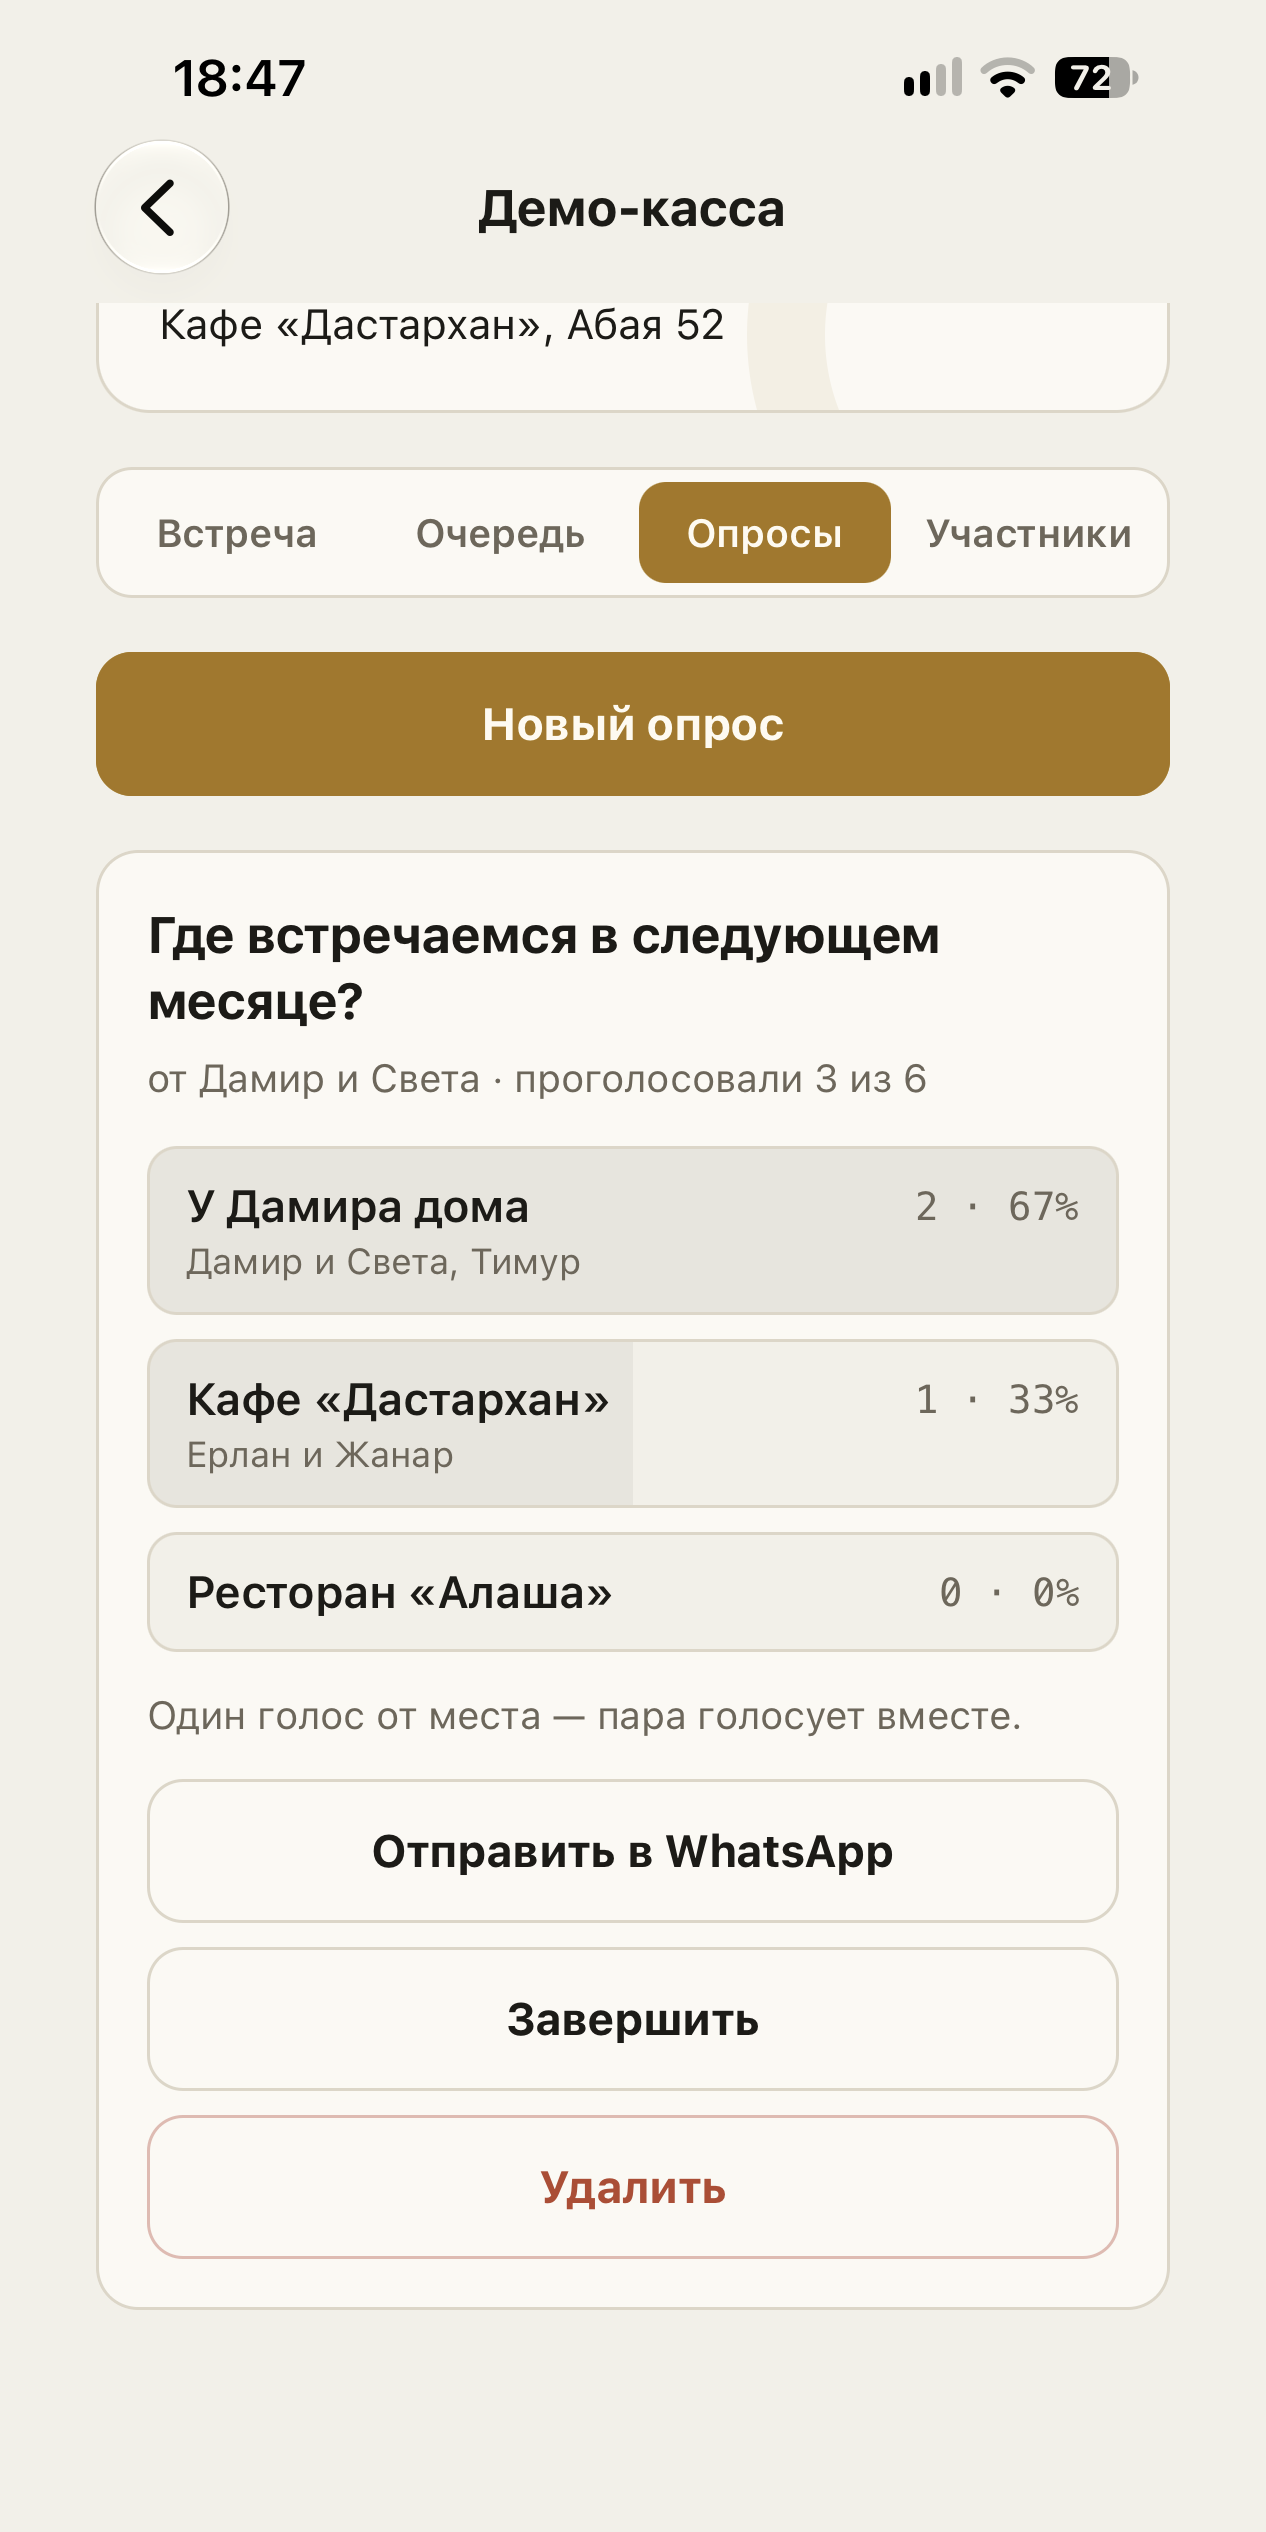 18:47
72
Демо-касса
Кафе «Дастархан», Абая 52
Встреча
Очередь
Опросы
Участники
Новый опрос
Где встречаемся в следующем
месяце?
от Дамир и Света · проголосовали 3 из 6
У Дамира дома
2 · 67%
Дамир и Света, Тимур
Кафе «Дастархан»
1 · 33%
Ерлан и Жанар
Ресторан «Алаша»
0 · 0%
Один голос от места — пара голосует вместе.
Отправить в WhatsApp
Завершить
Удалить